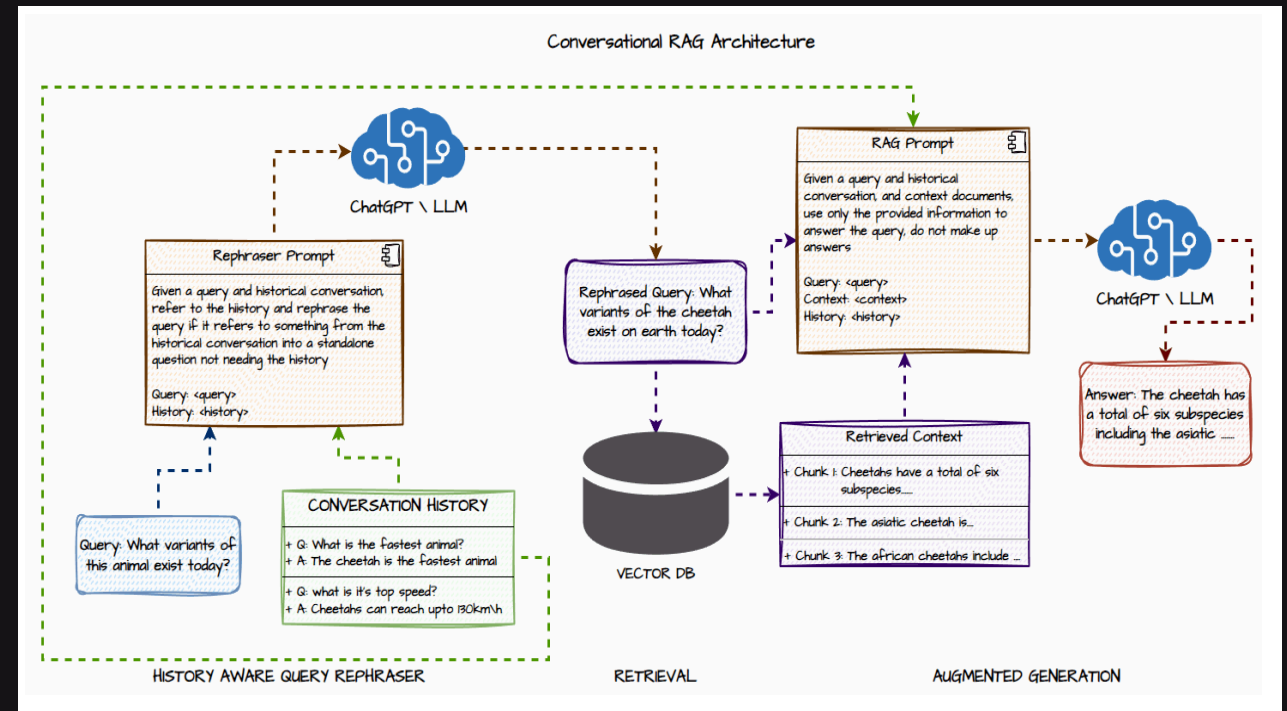 Conversational RAG Architecture
ChatGPT \ LLM
Rephraser Prompt
Given a query and historical conversation,
refer to the hiistory and rephrase the
query if it refers to something from the
historical conversation into a standalone
question not needing the history
Query: <query>
History: <history>
Query: What variants of
this animal exist today?
CONVERSATION HISTORY
+ Q: What is the fastest animal?
+ A: The cheetah is the fastest animal
+ Q: what is it's top speed?
+ A: Cheetahs can reach upto 130km\h
HISTORY AWARE QUERY REPHRASER
Rephrased Query: What
variants of the cheetah
exist on earth today?
VECTOR DB
RETRIEVAL
RAG Prompt
Given a query and historical
conversation, and context documents,
use only the provided information to
answer the query, do not make up
answers
Query: <query>
Context: <context>
History: <history>
Retrieved Context
+ Chunk 1: Cheetahs have a total of six
subspecies.....
+ Chunk 2: The asiatic cheetah is...
+ Chunk 3: The african cheetahs include ...
ChatGPT \ LLM
Answer: The cheetah has
a total of six subspecies
including the asiatic .....
AUGMENTED GENERATION